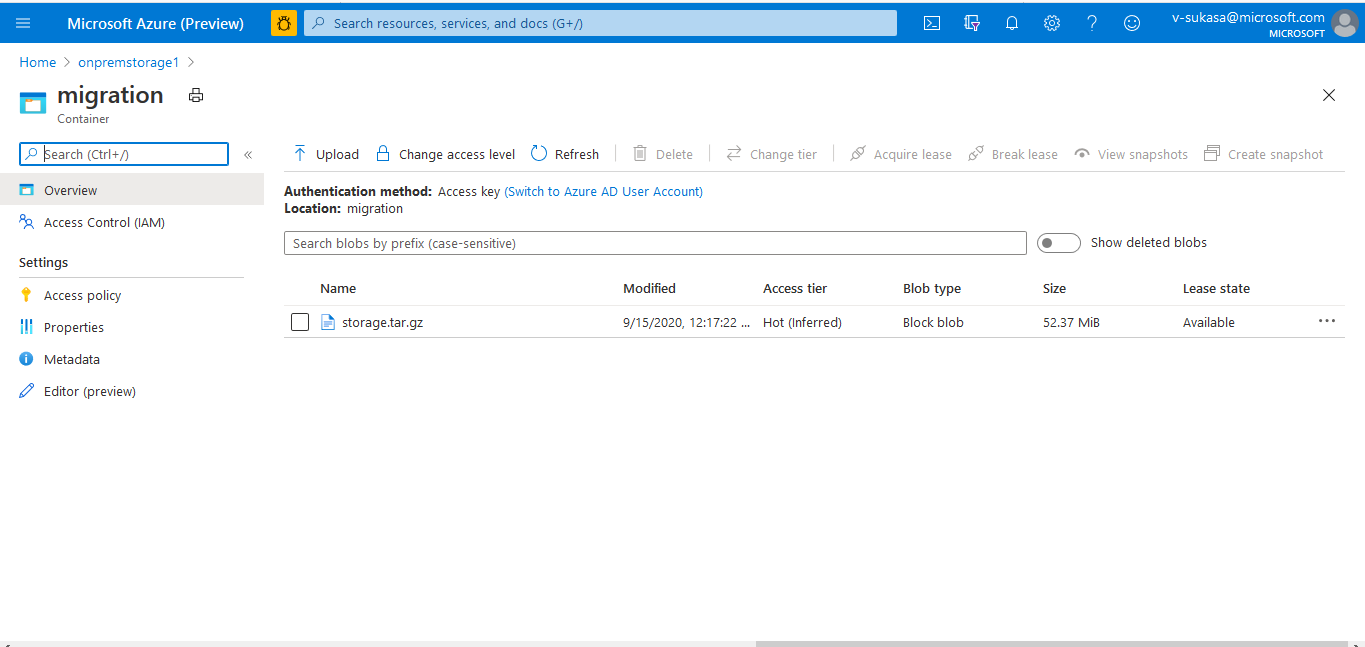 Microsoft Azure (Preview)
Search resources, services, and docs (G+/)
v-sukasa@microsoft.com
MICROSOFT
Home > onpremstorage1 >
migration
Container
Search (Ctrl+/)
«
Upload Change access level Refresh Delete Change tier Acquire lease Break lease View snapshots Create snapshot
Overview
Access Control (IAM)
Settings
Access policy
Properties
Metadata
Editor (preview)
Authentication method: Access key (Switch to Azure AD User Account)
Location: migration
Search blobs by prefix (case-sensitive)
Show deleted blobs
Name Modified Access tier Blob type Size Lease state
storage.tar.gz 9/15/2020, 12:17:22 ... Hot (Inferred) Block blob 52.37 MiB Available ...